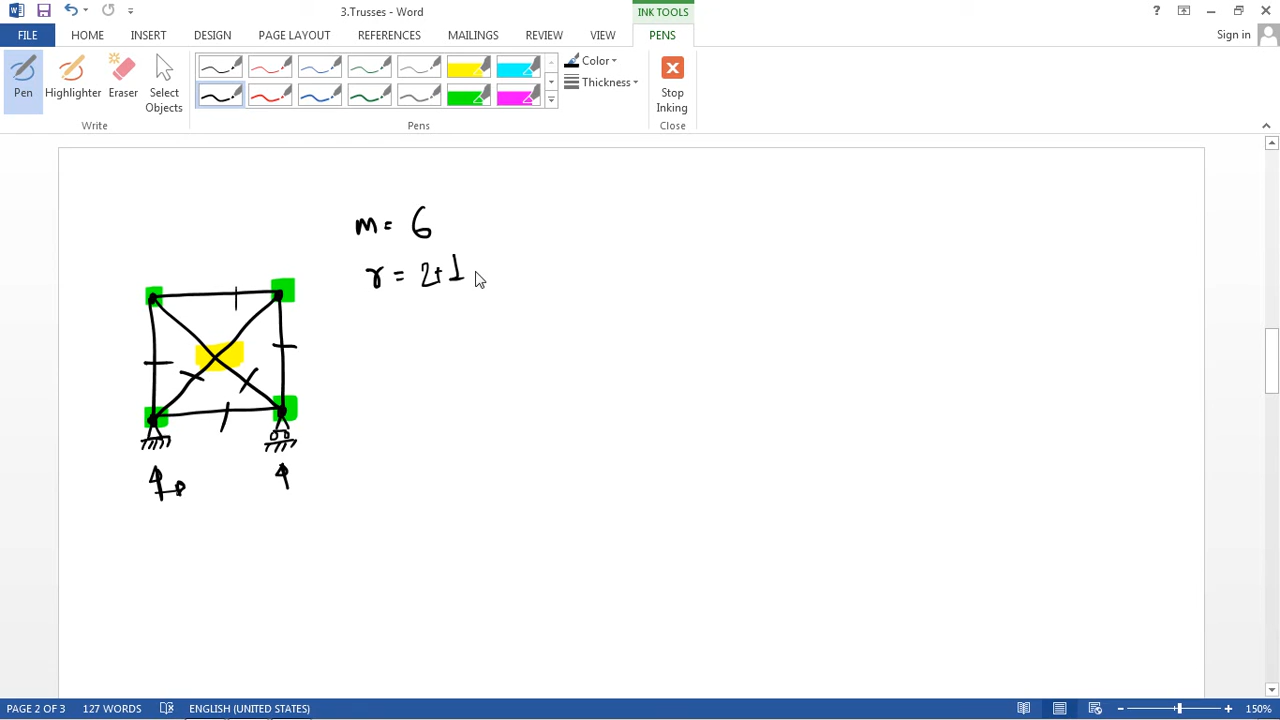 3.Trusses - Word
INK TOOLS
FILE
HOME
INSERT
DESIGN
PAGE LAYOUT
REFERENCES
MAILINGS
REVIEW
VIEW
PENS
Sign in
Pen
Highlighter
Eraser
Select Objects
Color
Thickness
Stop Inking
Write
Pens
Close
m = 6
r = 2+1
PAGE 2 OF 3
127 WORDS
ENGLISH (UNITED STATES)
150%